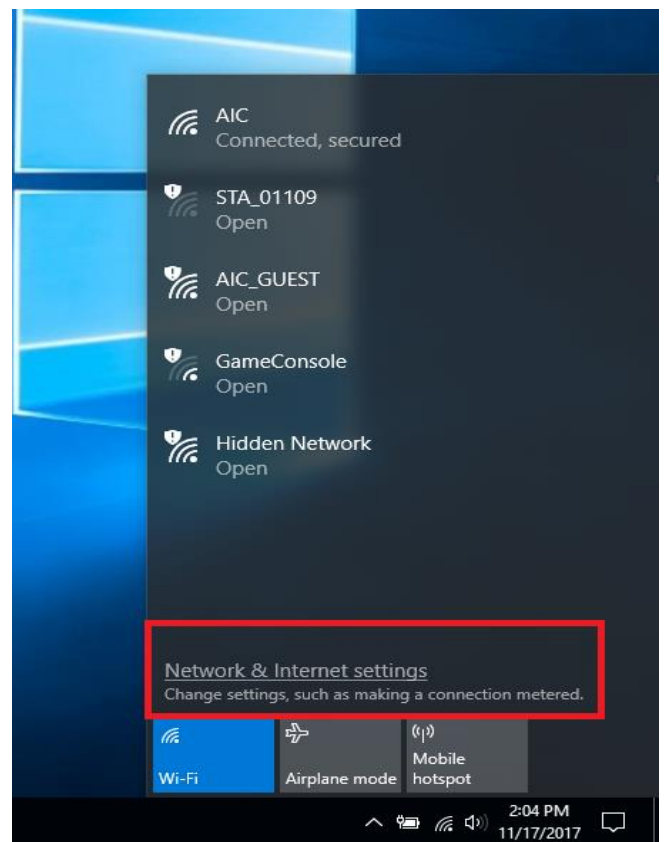 AIC
Connected, secured
STA_01109
Open
AIC_GUEST
Open
GameConsole
Open
Hidden Network
Open
Network & Internet settings
Change settings, such as making a connection metered.
Wi-Fi
Airplane mode
Mobile
hotspot
2:04 PM
11/17/2017